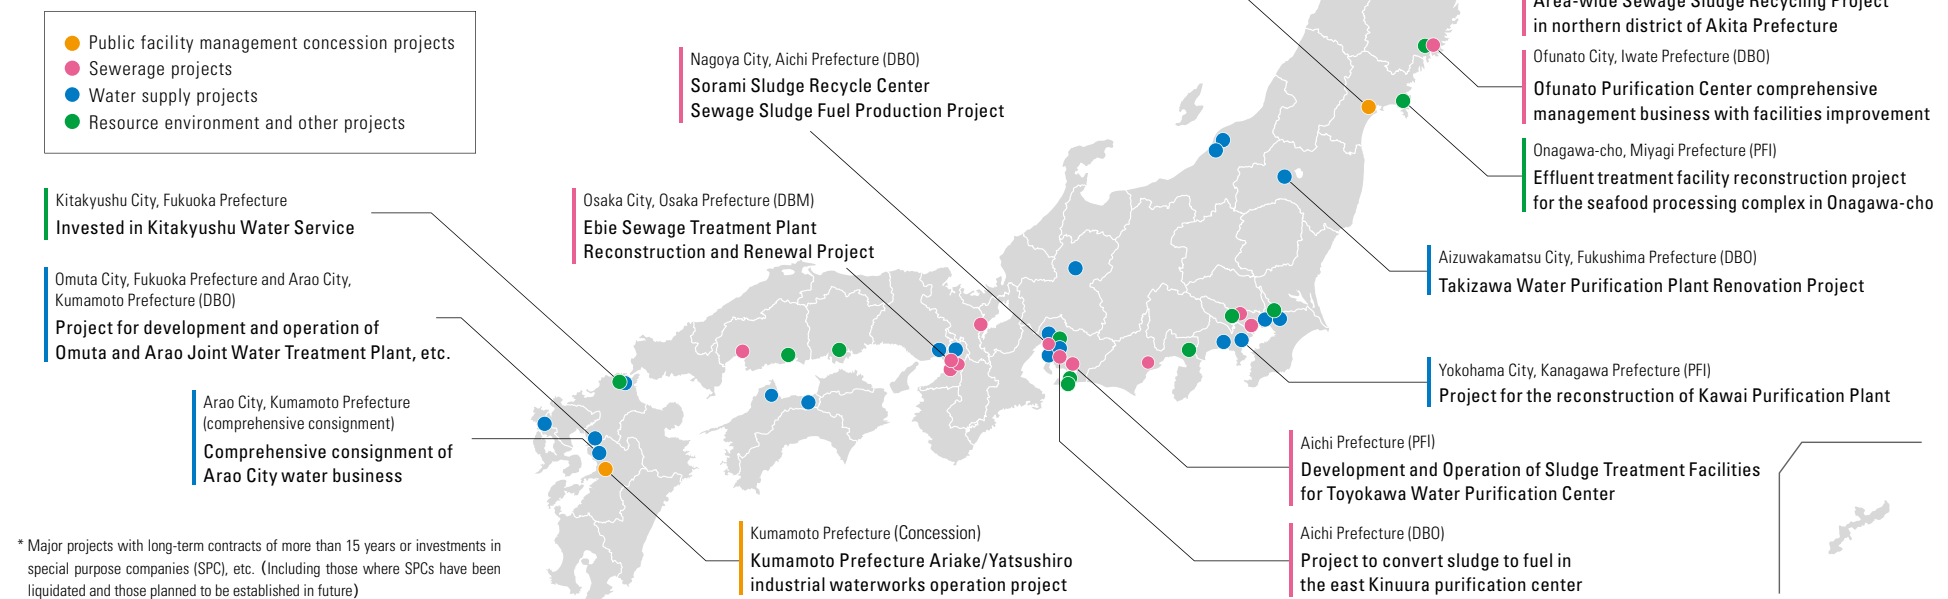 Public facility management concession projects
Sewerage projects
Water supply projects
Resource environment and other projects
Kitakyushu City, Fukuoka Prefecture
Invested in Kitakyushu Water Service
Omuta City, Fukuoka Prefecture and Arao City,
Kumamoto Prefecture (DBO)
Project for development and operation of
Omuta and Arao Joint Water Treatment Plant, etc.
Arao City, Kumamoto Prefecture
(comprehensive consignment)
Comprehensive consignment of
Arao City water business
* Major projects with long-term contracts of more than 15 years or investments in
special purpose companies (SPC), etc. (Including those where SPCs have been
liquidated and those planned to be established in future)
Nagoya City, Aichi Prefecture (DBO)
Sorami Sludge Recycle Center
Sewage Sludge Fuel Production Project
Osaka City, Osaka Prefecture (DBM)
Ebie Sewage Treatment Plant
Reconstruction and Renewal Project
Kumamoto Prefecture (Concession)
Kumamoto Prefecture Ariake/Yatsushiro
industrial waterworks operation project
Area-wide Sewage Sludge Recycling Project
in northern district of Akita Prefecture
Ofunato City, Iwate Prefecture (DBO)
Ofunato Purification Center comprehensive
management business with facilities improvement
Onagawa-cho, Miyagi Prefecture (PFI)
Effluent treatment facility reconstruction project
for the seafood processing complex in Onagawa-cho
Aizuwakamatsu City, Fukushima Prefecture (DBO)
Takizawa Water Purification Plant Renovation Project
Yokohama City, Kanagawa Prefecture (PFI)
Project for the reconstruction of Kawai Purification Plant
Aichi Prefecture (PFI)
Development and Operation of Sludge Treatment Facilities
for Toyokawa Water Purification Center
Aichi Prefecture (DBO)
Project to convert sludge to fuel in
the east Kinuura purification center